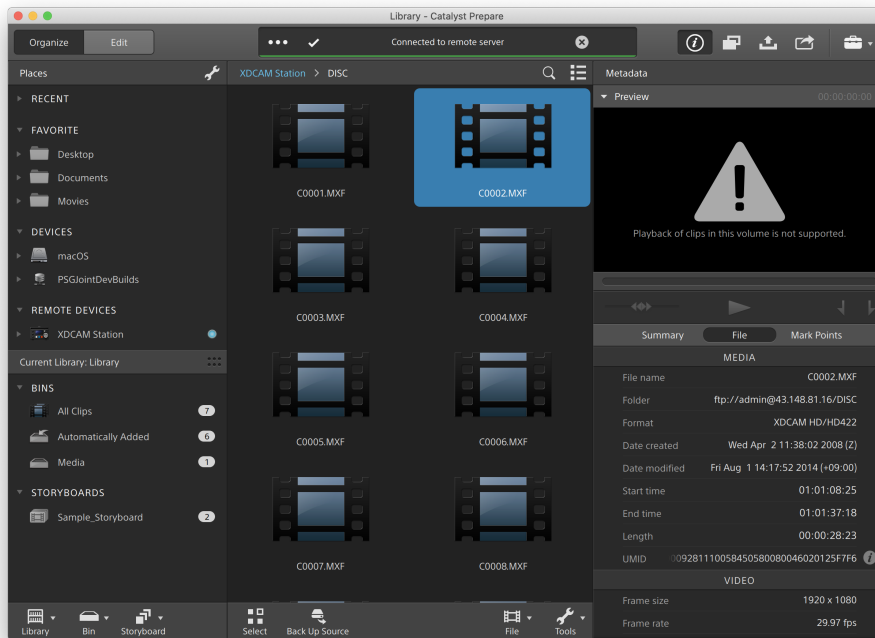 Library - Catalyst Prepare
Organize
Edit
Connected to remote server
Places
XDCAM Station > DISC
Metadata
RECENT
FAVORITE
Desktop
Documents
Movies
DEVICES
macOS
PSGJointDevBuilds
REMOTE DEVICES
XDCAM Station
Current Library: Library
BINS
All Clips 7
Automatically Added 6
Media 1
STORYBOARDS
Sample_Storyboard 2
Library
Bin
Storyboard
C0001.MXF
C0002.MXF
C0003.MXF
C0004.MXF
C0005.MXF
C0006.MXF
C0007.MXF
C0008.MXF
Select
Back Up Source
File
Tools
Preview 00:00:00:00
Playback of clips in this volume is not supported.
Summary
File
Mark Points
MEDIA
File name C0002.MXF
Folder ftp://admin@43.148.81.16/DISC
Format XDCAM HD/HD422
Date created Wed Apr 2 11:38:02 2008 (Z)
Date modified Fri Aug 1 14:17:52 2014 (+09:00)
Start time 01:01:08:25
End time 01:01:37:18
Length 00:00:28:23
UMID
VIDEO
Frame size 1920 x 1080
Frame rate 29.97 fps